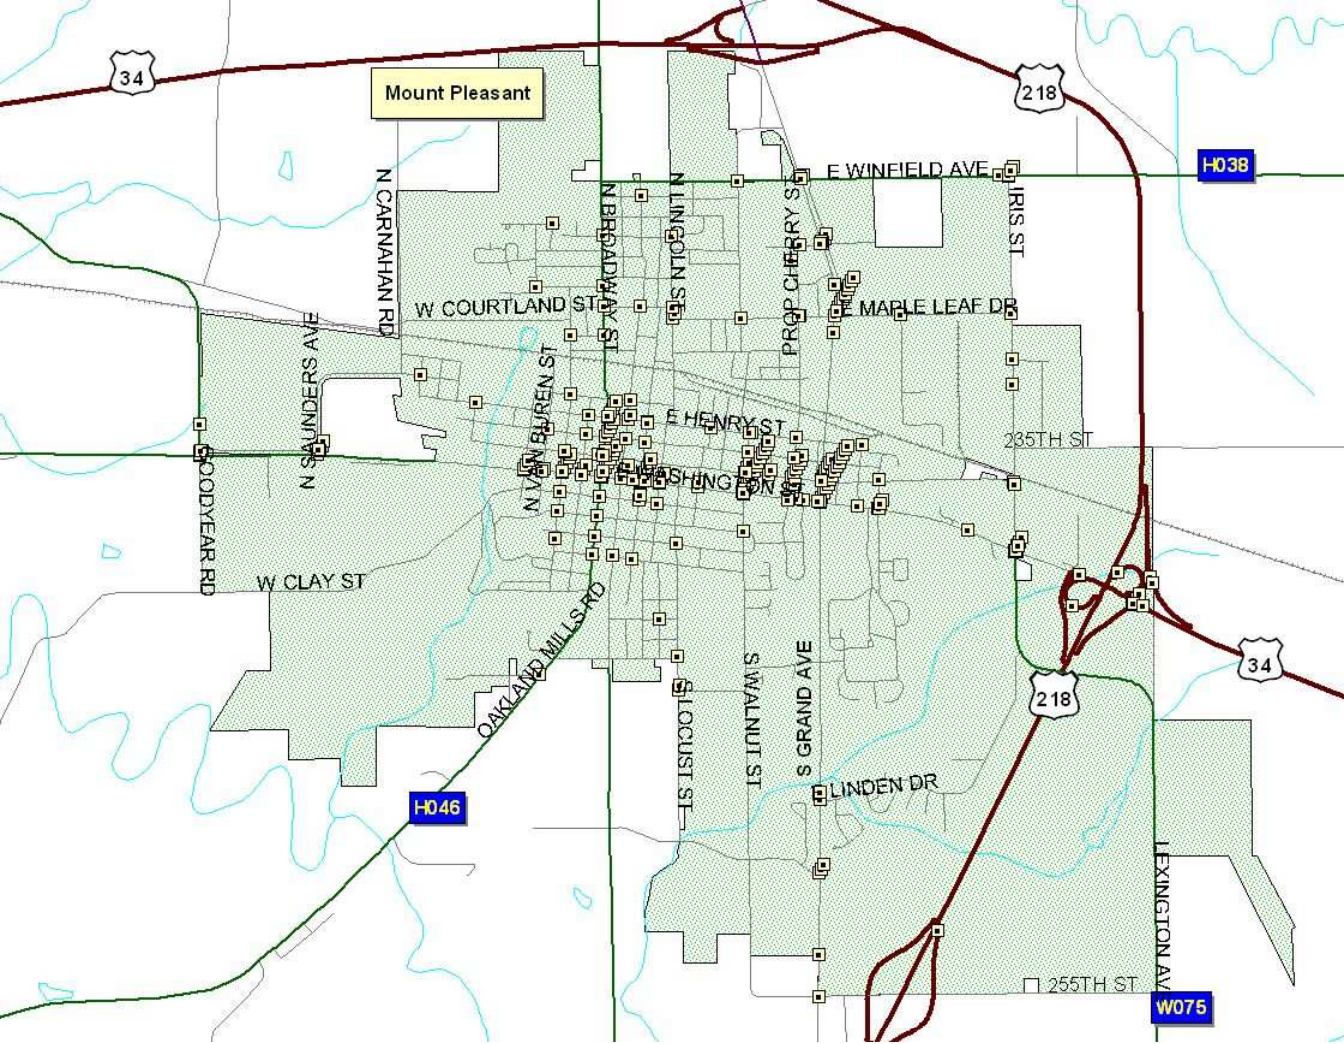 34
Mount Pleasant
218
H038
E WINFIELD AVE
N CARNAHAN RD
N BROADWAY ST
N LINCOLN ST
PROP CHERRY ST
IRIS ST
W COURTLAND ST
E MAPLE LEAF DR
N SAUNDERS AVE
N VAN BUREN ST
E HENRY ST
235TH ST
WASHINGTON ST
GOODYEAR RD
W CLAY ST
OAKLAND MILLS RD
34
218
S LOCUST ST
S WALNUT ST
S GRAND AVE
LINDEN DR
H046
LEXINGTON AV
255TH ST
W075